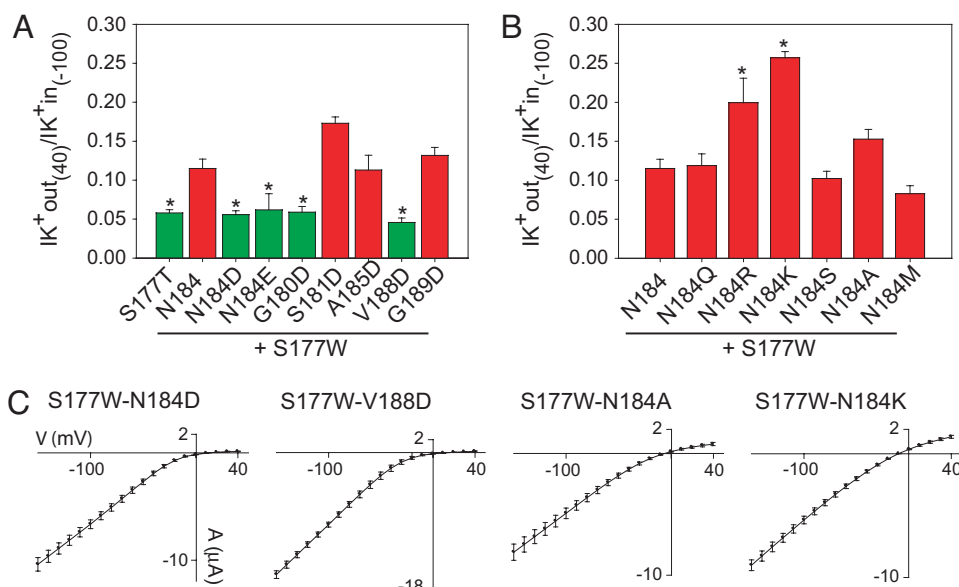 A
IK⁺out₍₄₀₎/IK⁺in₍₋₁₀₀₎
0.30
0.25
0.20
0.15
0.10
0.05
0.00
* * * * *
S177T N184 N184D N184E G180D S181D A185D V188D G189D
+ S177W
B
IK⁺out₍₄₀₎/IK⁺in₍₋₁₀₀₎
0.30
0.25
0.20
0.15
0.10
0.05
0.00
* *
N184 N184Q N184R N184K N184S N184A N184M
+ S177W
C
S177W-N184D
V (mV)
2
-100
40
A (µA)
-10
S177W-V188D
2
-100
40
-18
S177W-N184A
2
-100
40
-10
S177W-N184K
2
-100
40
-10